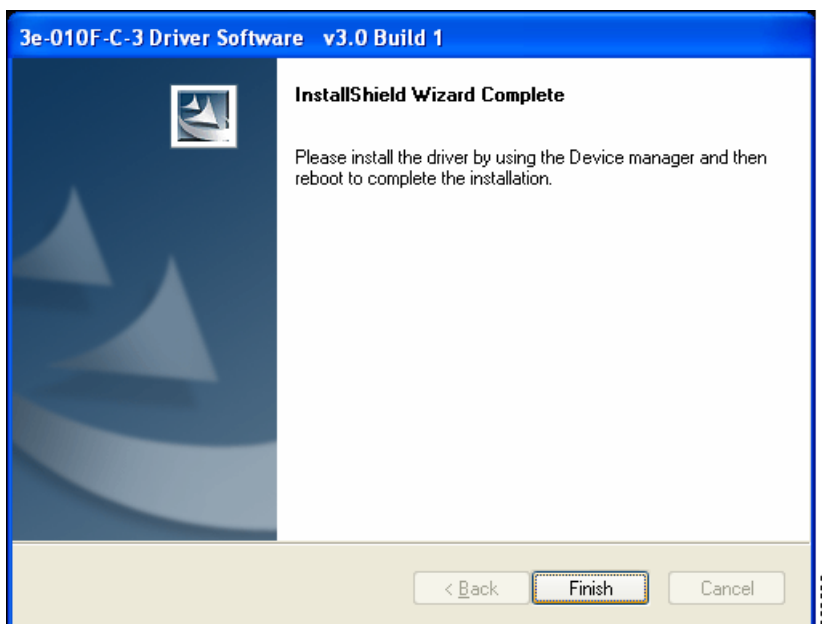 3e-010F-C-3 Driver Software v3.0 Build 1
InstallShield Wizard Complete
Please install the driver by using the Device manager and then
reboot to complete the installation.
< Back
Finish
Cancel